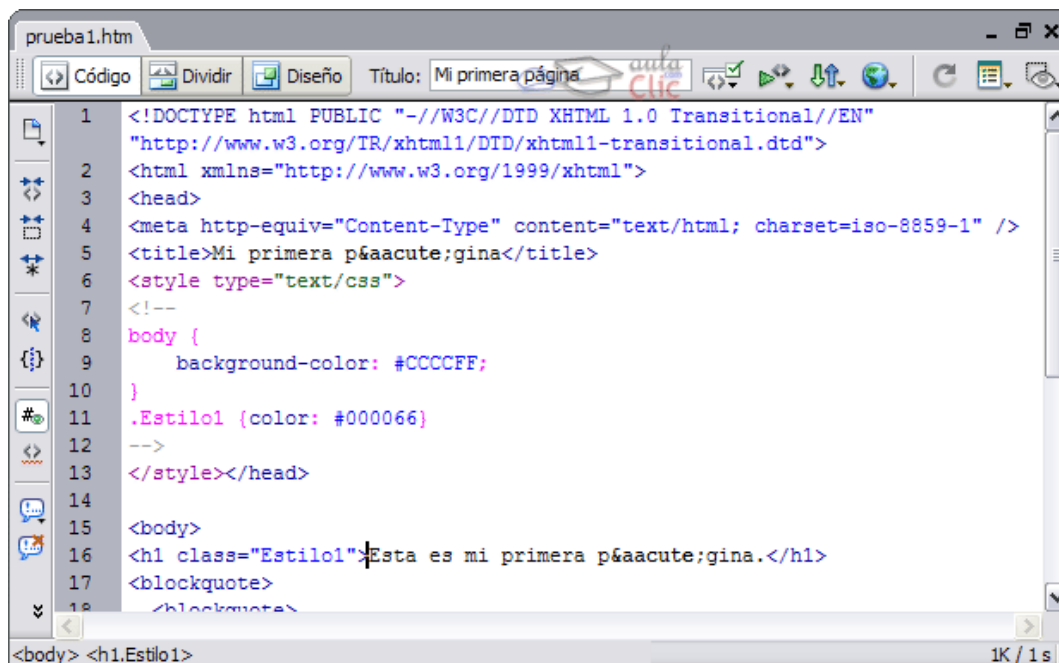 prueba1.htm
Código Dividir Diseño Título: Mi primera página
aula
Clic
1 <!DOCTYPE html PUBLIC "-//W3C//DTD XHTML 1.0 Transitional//EN"
"http://www.w3.org/TR/xhtml1/DTD/xhtml1-transitional.dtd">
2 <html xmlns="http://www.w3.org/1999/xhtml">
3 <head>
4 <meta http-equiv="Content-Type" content="text/html; charset=iso-8859-1" />
5 <title>Mi primera p&aacute;gina</title>
6 <style type="text/css">
7 <!--
8 body {
9 background-color: #CCCCFF;
10 }
11 .Estilo1 {color: #000066}
12 -->
13 </style></head>
14
15 <body>
16 <h1 class="Estilo1">Esta es mi primera p&aacute;gina.</h1>
17 <blockquote>
18 <blockquote>
<body> <h1.Estilo1> 1K / 1 s